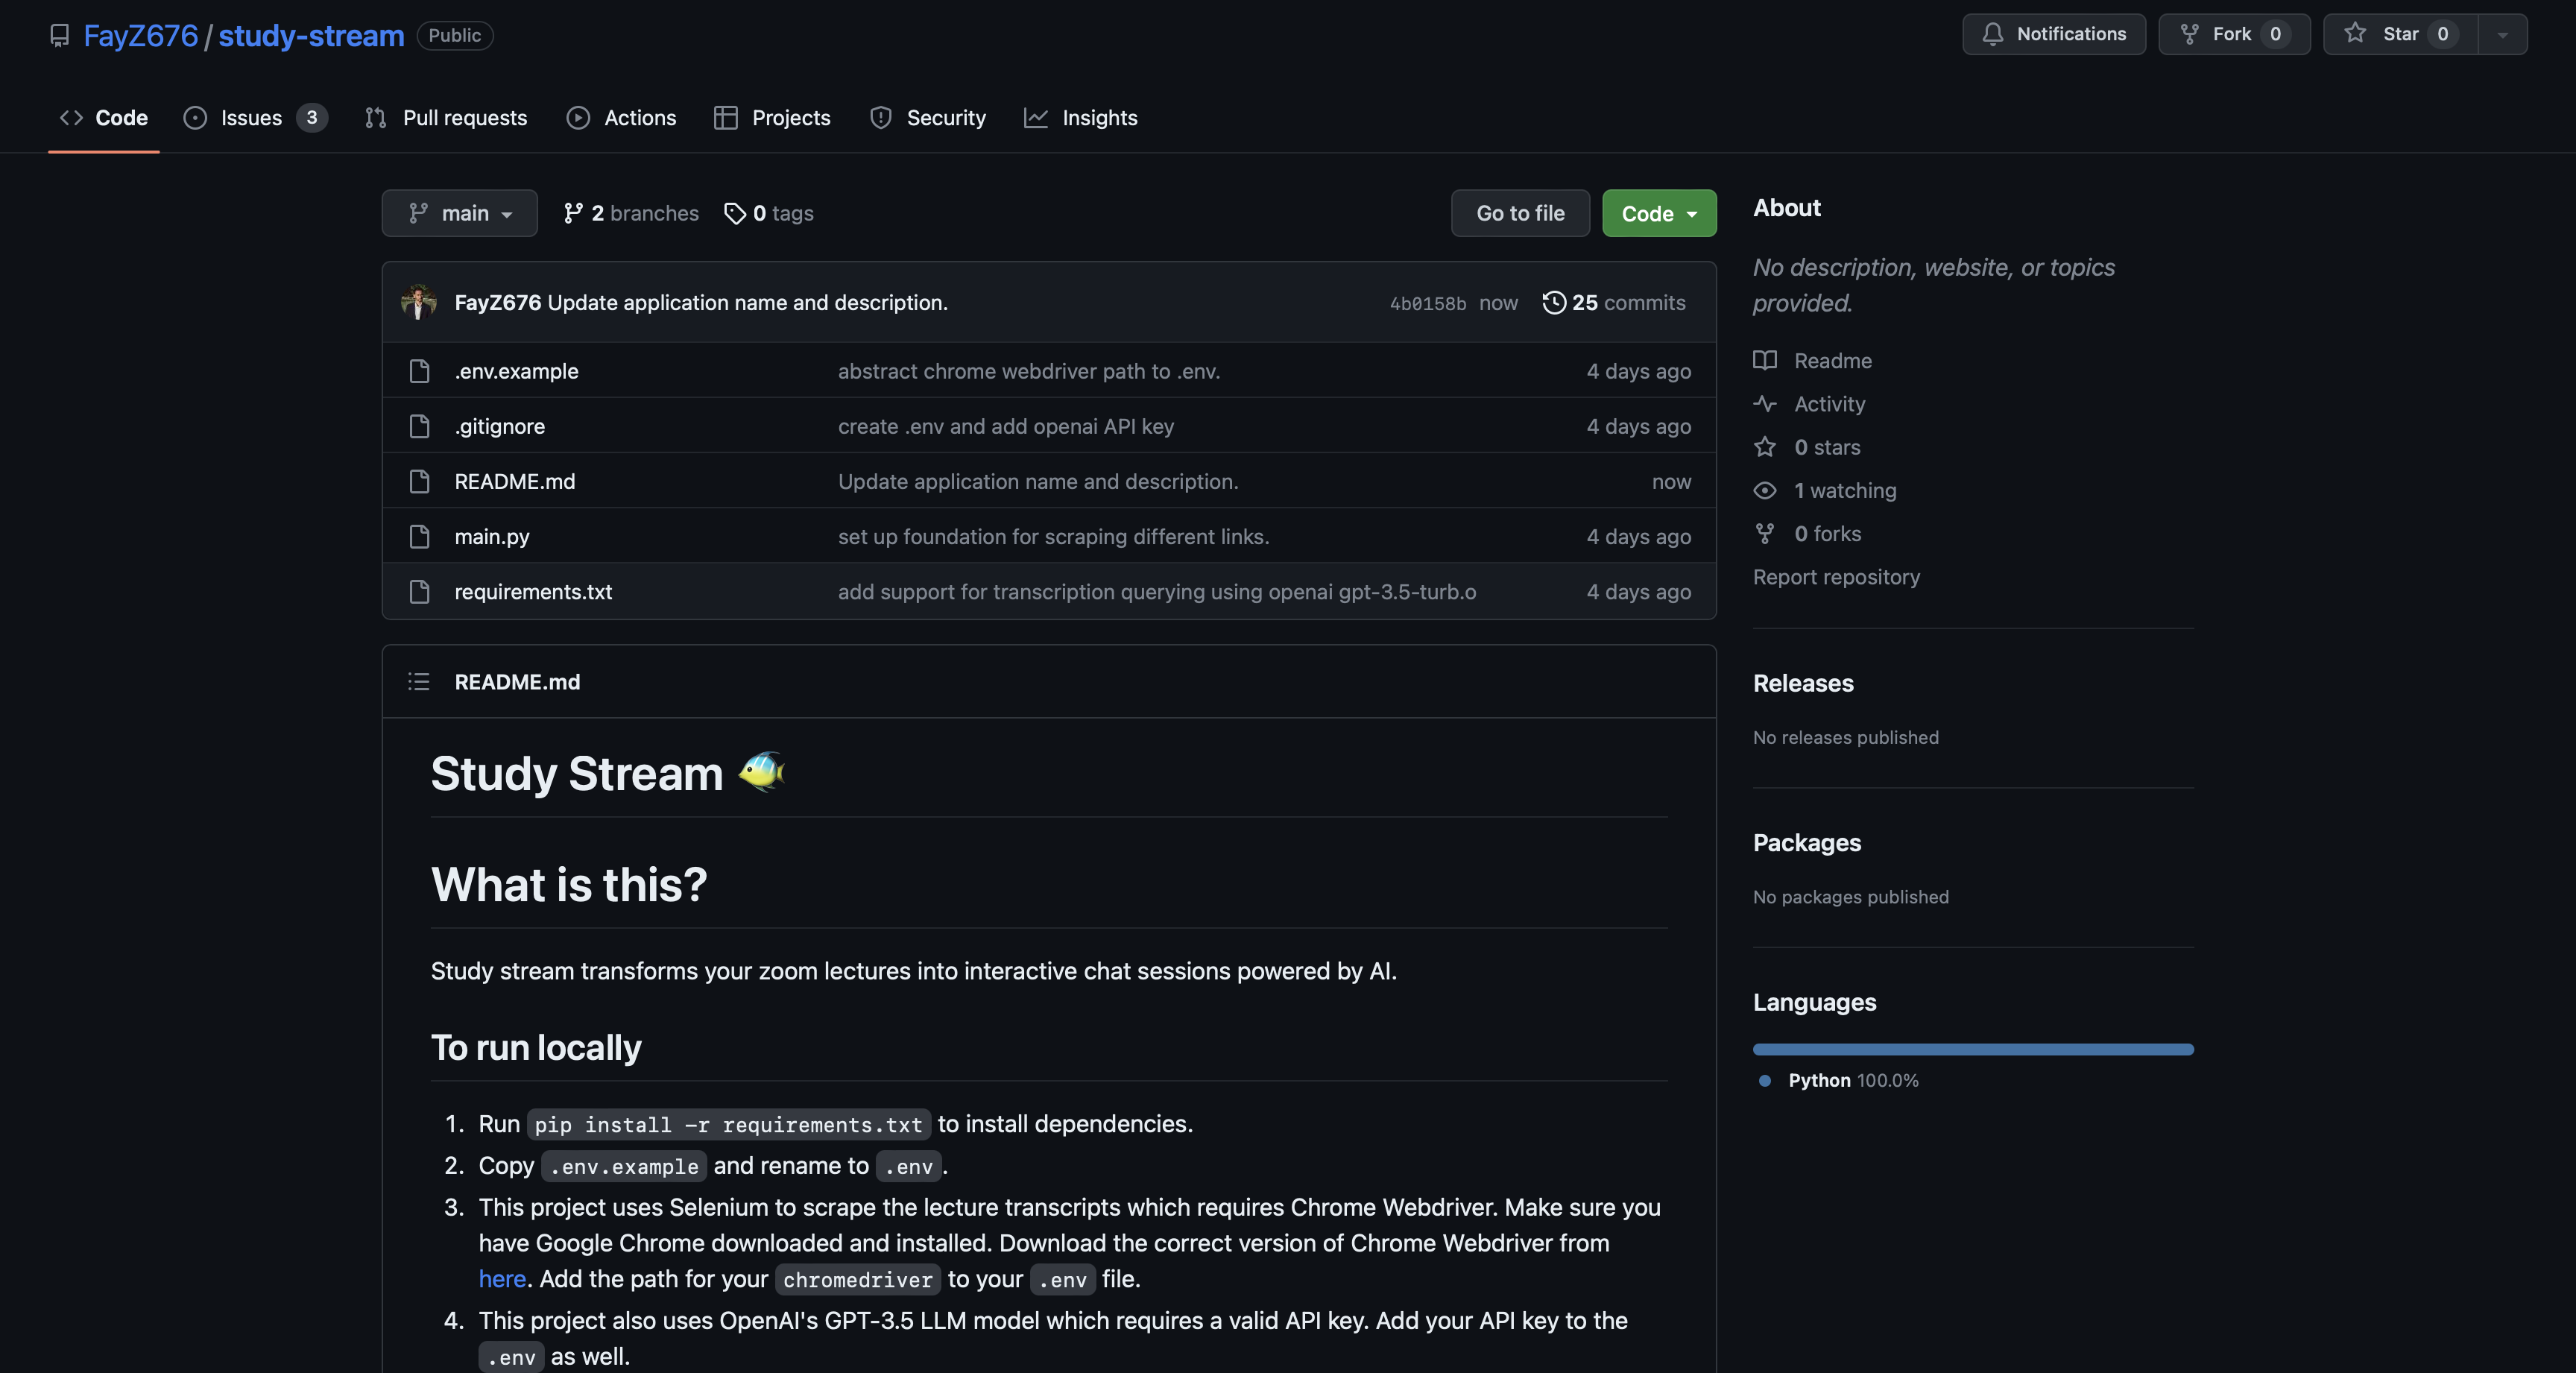 FayZ676 / study-stream Public
Notifications
Fork 0
Star 0
Code
Issues 3
Pull requests
Actions
Projects
Security
Insights
main
2 branches
0 tags
Go to file
Code
FayZ676 Update application name and description. 4b0158b now 25 commits
.env.example abstract chrome webdriver path to .env. 4 days ago
.gitignore create .env and add openai API key 4 days ago
README.md Update application name and description. now
main.py set up foundation for scraping different links. 4 days ago
requirements.txt add support for transcription querying using openai gpt-3.5-turb.o 4 days ago
README.md
Study Stream 🐠
What is this?
Study stream transforms your zoom lectures into interactive chat sessions powered by AI.
To run locally
1. Run pip install -r requirements.txt to install dependencies.
2. Copy .env.example and rename to .env.
3. This project uses Selenium to scrape the lecture transcripts which requires Chrome Webdriver. Make sure you
have Google Chrome downloaded and installed. Download the correct version of Chrome Webdriver from
here. Add the path for your chromedriver to your .env file.
4. This project also uses OpenAI's GPT-3.5 LLM model which requires a valid API key. Add your API key to the
.env as well.
About
No description, website, or topics
provided.
Readme
Activity
0 stars
1 watching
0 forks
Report repository
Releases
No releases published
Packages
No packages published
Languages
Python 100.0%